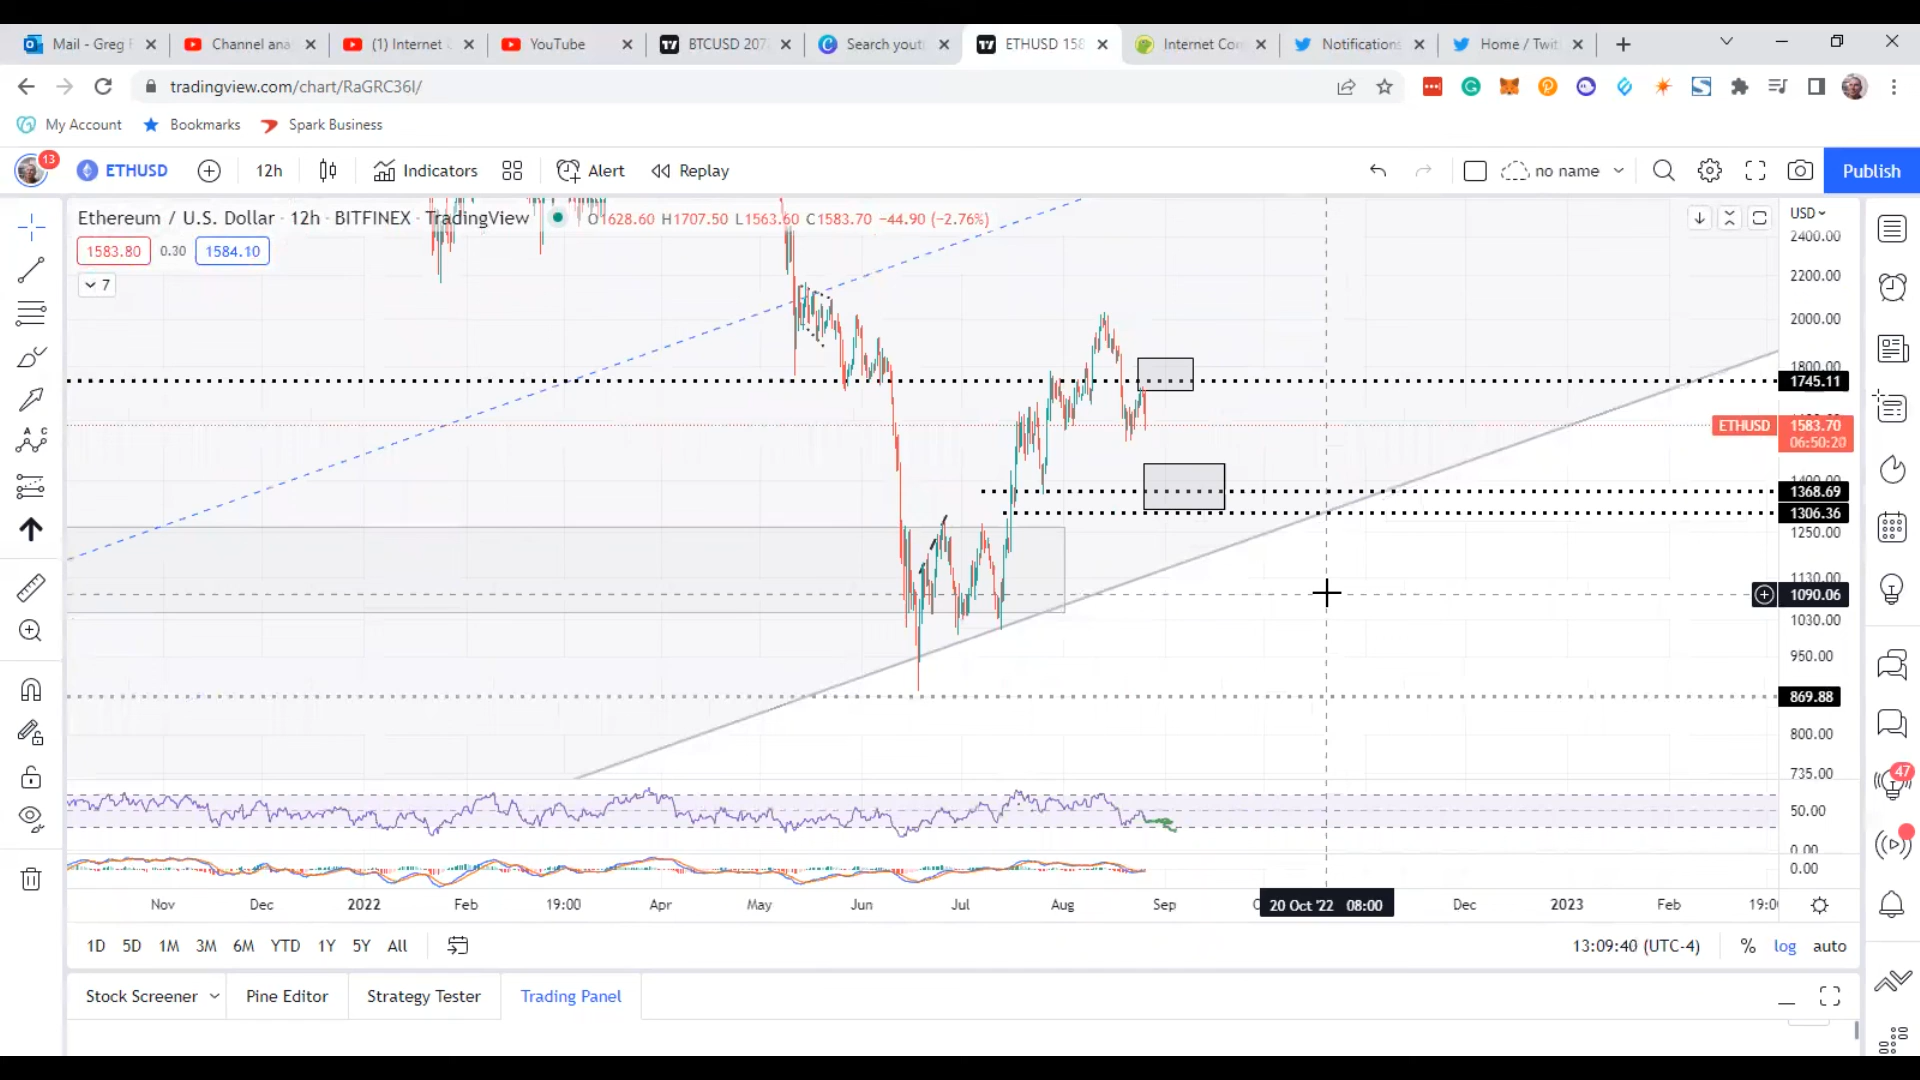 Mail - Greg
Channel ana
(1) Internet
YouTube
BTCUSD 207
Search yout
ETHUSD 158
Internet Co
Notifications
Home / Twit
tradingview.com/chart/RaGRC36I/
My Account
Bookmarks
Spark Business
13
ETHUSD
12h
Indicators
Alert
Replay
no name
Publish
Ethereum / U.S. Dollar · 12h · BITFINEX · TradingView
O1628.60 H1707.50 L1563.60 C1583.70 −44.90 (−2.76%)
USD
2400.00
1583.80
0.30
1584.10
2200.00
7
2000.00
1800.00
1745.11
ETHUSD
1583.70
06:50:20
1368.69
1306.36
1250.00
1130.00
1090.06
1030.00
950.00
869.88
800.00
735.00
47
50.00
0.00
0.00
Nov
Dec
2022
Feb
19:00
Apr
May
Jun
Jul
Aug
Sep
20 Oct '22 08:00
Dec
2023
Feb
1D
5D
1M
3M
6M
YTD
1Y
5Y
All
13:09:40 (UTC-4)
%
log
auto
Stock Screener
Pine Editor
Strategy Tester
Trading Panel